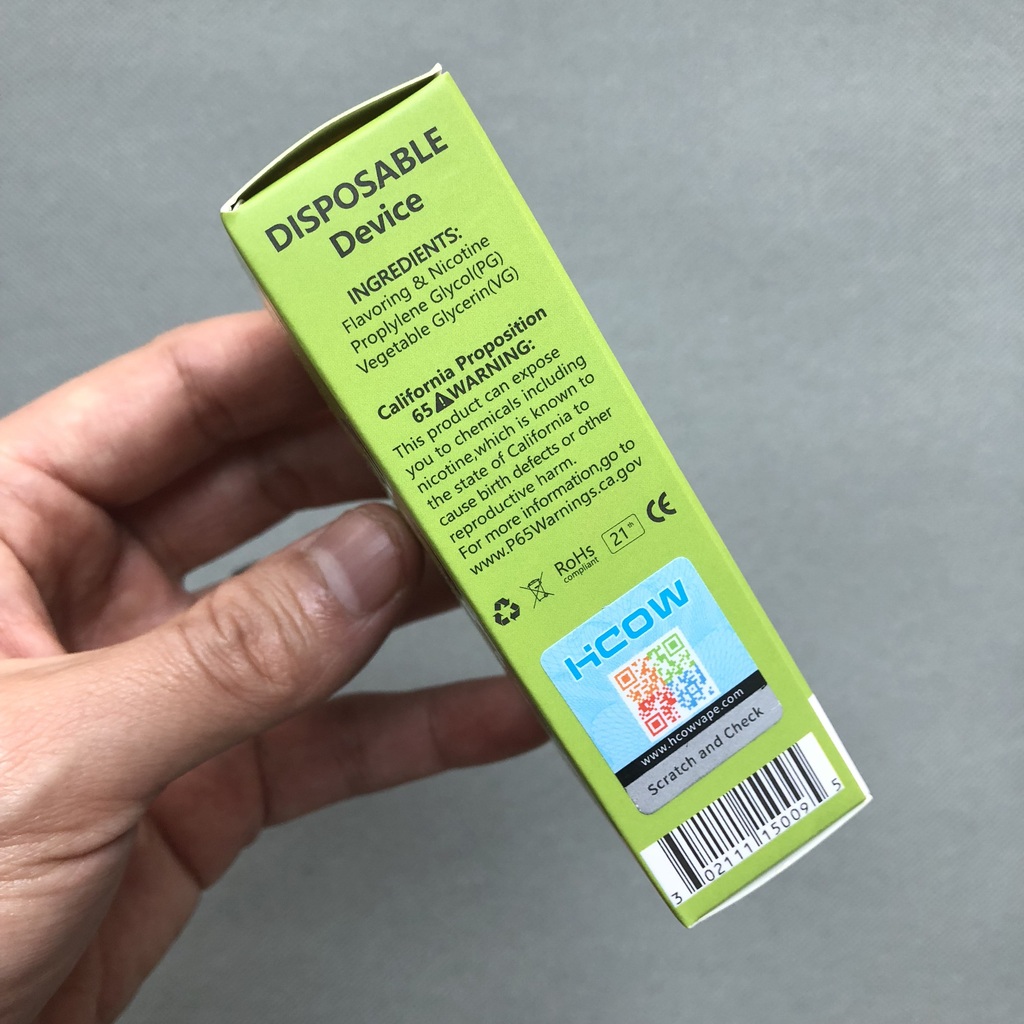 DISPOSABLE
Device
INGREDIENTS:
Flavoring & Nicotine
Proplylene Glycol(PG)
Vegetable Glycerin(VG)
California Proposition
65⚠WARNING:
This product can expose
you to chemicals including
nicotine,which is known to
the state of California to
cause birth defects or other
reproductive harm.
For more information,go to
www.P65Warnings.ca.gov
RoHS
compliant
21th
CE
HCOW
www.hcowvape.com
Scratch and Check
3 02111 15009 5